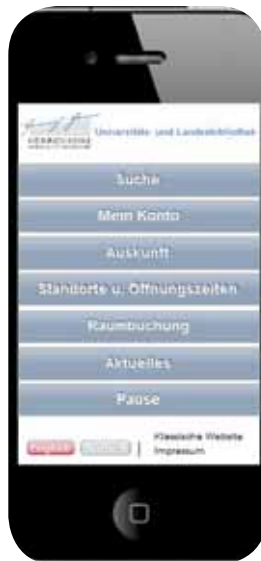 Universitäts- und Landesbibliothek
Suche
Mein Konto
Auskunft
Standorte u. Öffnungszeiten
Raumbuchung
Aktuelles
Pause
English
Klassische Website
Impressum